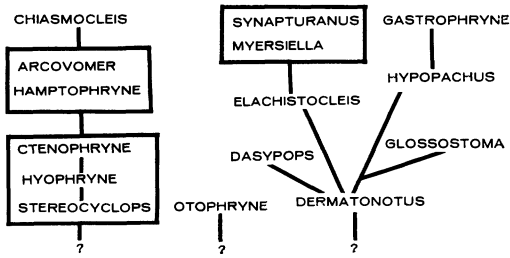 CHIASMOCLEIS
ARCOVOMER
HAMPTOPHRYNE
CTENOPHRYNE
HYOPHRYNE
STEREOCYCLOPS
?
OTOPHRYNE
?
SYNAPTURANUS
MYERSIELLA
ELACHISTOCLEIS
DASYPOPS
GASTROPHRYNE
HYPOPACHUS
GLOSSOSTOMA
DERMATONOTUS
?